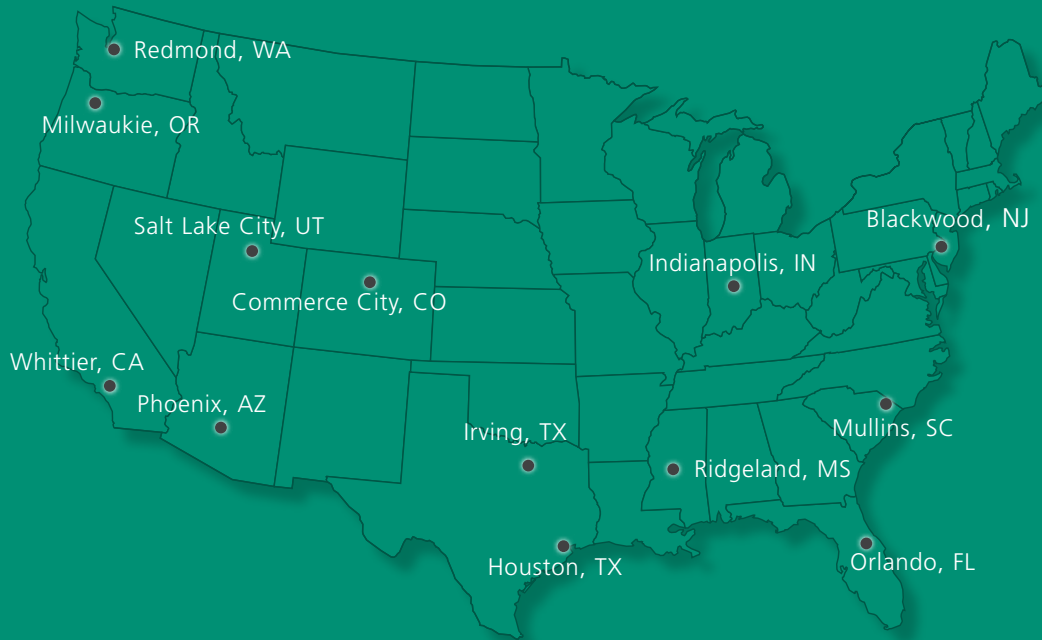 Redmond, WA
Milwaukie, OR
Salt Lake City, UT
Blackwood, NJ
Indianapolis, IN
Commerce City, CO
Whittier, CA
Phoenix, AZ
Irving, TX
Mullins, SC
Ridgeland, MS
Houston, TX
Orlando, FL